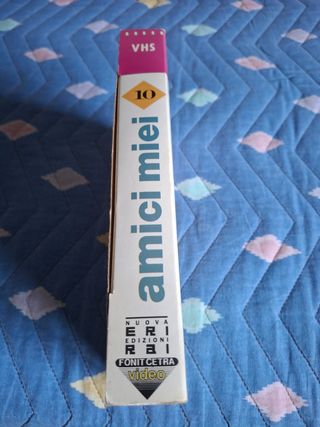 VHS
10
amici miei
NUOVA
ERI
EDIZIONI
RAI
FONIT CETRA
video